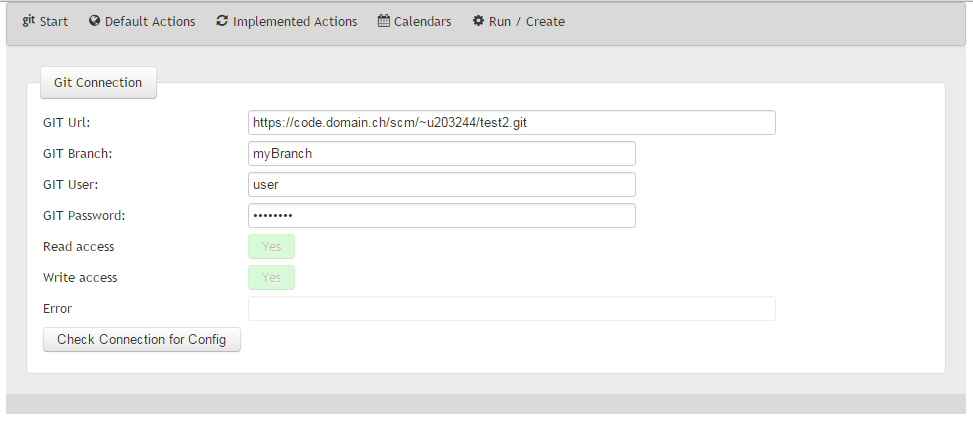 git Start Default Actions Implemented Actions Calendars Run / Create
Git Connection
GIT Url: https://code.domain.ch/scm/~u203244/test2.git
GIT Branch: myBranch
GIT User: user
GIT Password: ••••••••
Read access Yes
Write access Yes
Error
Check Connection for Config